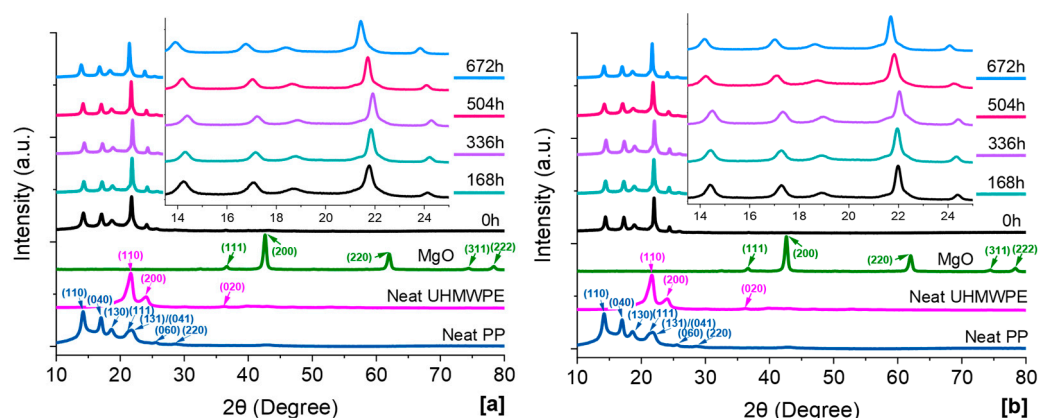 Intensity (a.u.)
672h
504h
336h
168h
0h
14 16 18 20 22 24
MgO
(111)
(200)
(220)
(311)
(222)
Neat UHMWPE
(110)
(200)
(020)
Neat PP
(110)
(040)
(130)
(111)
(131)/(041)
(060)
(220)
10 20 30 40 50 60 70 80
2θ (Degree)
[a]
Intensity (a.u.)
672h
504h
336h
168h
0h
14 16 18 20 22 24
MgO
(111)
(200)
(220)
(311)
(222)
Neat UHMWPE
(110)
(200)
(020)
Neat PP
(110)
(040)
(130)
(111)
(131)/(041)
(060)
(220)
10 20 30 40 50 60 70 80
2θ (Degree)
[b]